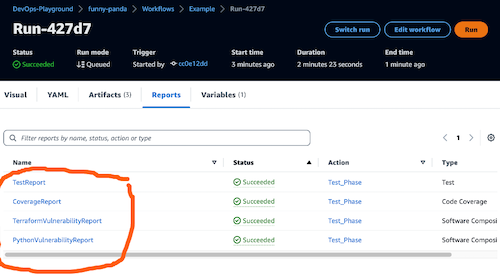 DevOps-Playground > funny-panda > Workflows > Example > Run-427d7
Run-427d7
Switch run Edit workflow Run
Status Run mode Trigger Start time Duration End time
Succeeded Queued Started by cc0e12dd 3 minutes ago 2 minutes 23 seconds 1 minute ago
Visual YAML Artifacts (3) Reports Variables (1)
Filter reports by name, status, action or type
< 1 >
Name Status Action Type
TestReport Succeeded Test_Phase Test
CoverageReport Succeeded Test_Phase Code Coverage
TerraformVulnerabilityReport Succeeded Test_Phase Software Composi
PythonVulnerabilityReport Succeeded Test_Phase Software Composi